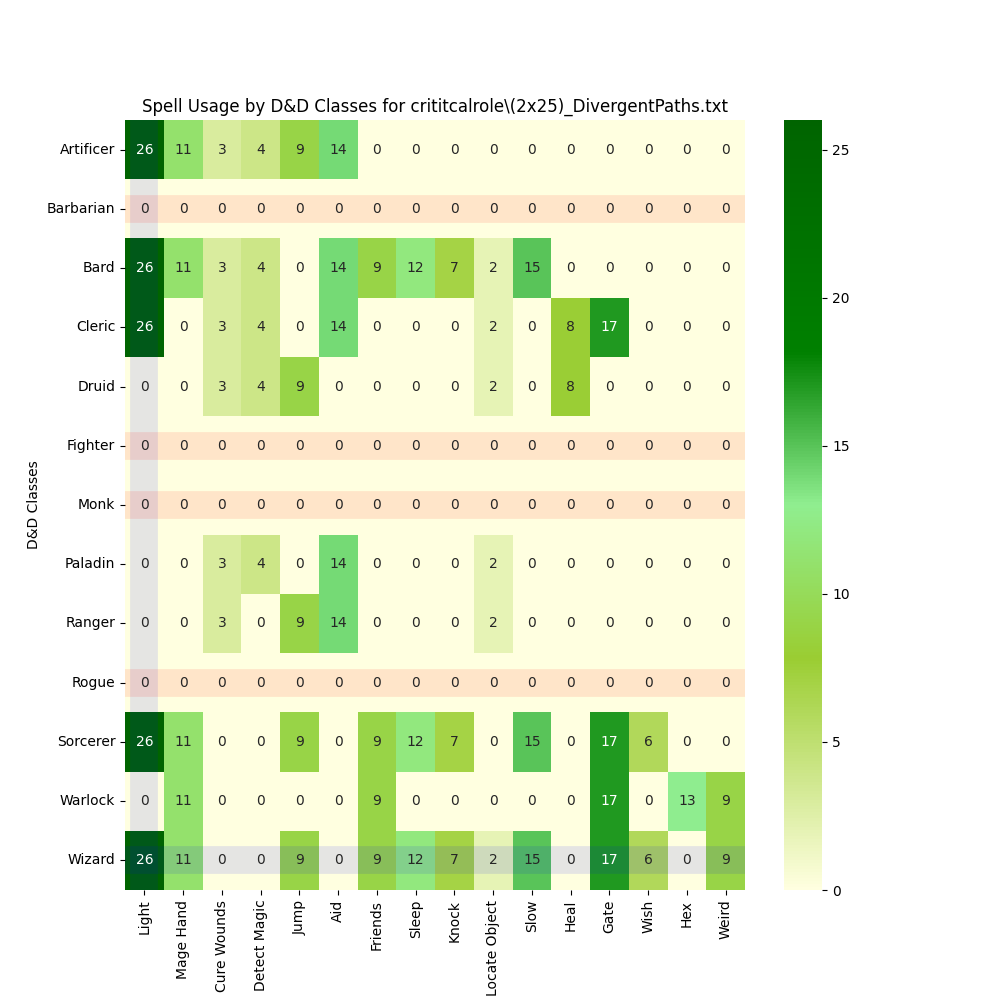 Spell Usage by D&D Classes for crititcalrole\(2x25)_DivergentPaths.txt
Artificer 26 11 3 4 9 14 0 0 0 0 0 0 0 0 0 0
Barbarian 0 0 0 0 0 0 0 0 0 0 0 0 0 0 0 0
Bard 26 11 3 4 0 14 9 12 7 2 15 0 0 0 0 0
Cleric 26 0 3 4 0 14 0 0 0 2 0 8 17 0 0 0
Druid 0 0 3 4 9 0 0 0 0 2 0 8 0 0 0 0
Fighter 0 0 0 0 0 0 0 0 0 0 0 0 0 0 0 0
Monk 0 0 0 0 0 0 0 0 0 0 0 0 0 0 0 0
Paladin 0 0 3 4 0 14 0 0 0 2 0 0 0 0 0 0
Ranger 0 0 3 0 9 14 0 0 0 2 0 0 0 0 0 0
Rogue 0 0 0 0 0 0 0 0 0 0 0 0 0 0 0 0
Sorcerer 26 11 0 0 9 0 9 12 7 0 15 0 17 6 0 0
Warlock 0 11 0 0 0 0 9 0 0 0 0 0 17 0 13 9
Wizard 26 11 0 0 9 0 9 12 7 2 15 0 17 6 0 9
D&D Classes
Light
Mage Hand
Cure Wounds
Detect Magic
Jump
Aid
Friends
Sleep
Knock
Locate Object
Slow
Heal
Gate
Wish
Hex
Weird
25
20
15
10
5
0